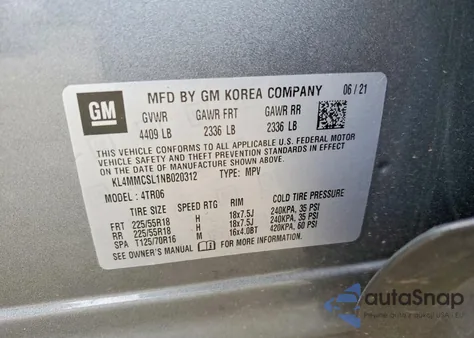 GM
MFD BY GM KOREA COMPANY 06/21
GVWR GAWR FRT GAWR RR
4409 LB 2336 LB 2336 LB
THIS VEHICLE CONFORMS TO ALL APPLICABLE U.S. FEDERAL MOTOR
VEHICLE SAFETY, BUMPER, AND THEFT PREVENTION STANDARDS IN EFFECT
ON THE DATE OF MANUFACTURE SHOWN ABOVE.
KL4MMCSL1NB020312 TYPE: MPV
MODEL: 4TR06
TIRE SIZE SPEED RTG RIM COLD TIRE PRESSURE
FRT 225/55R18 H 18x7.5J 240KPA, 35 PSI
RR 225/55R18 H 18x7.5J 240KPA, 35 PSI
SPA T125/70R16 M 16x4.0BT 420KPA, 60 PSI
SEE OWNER'S MANUAL FOR MORE INFORMATION.
autoSnap